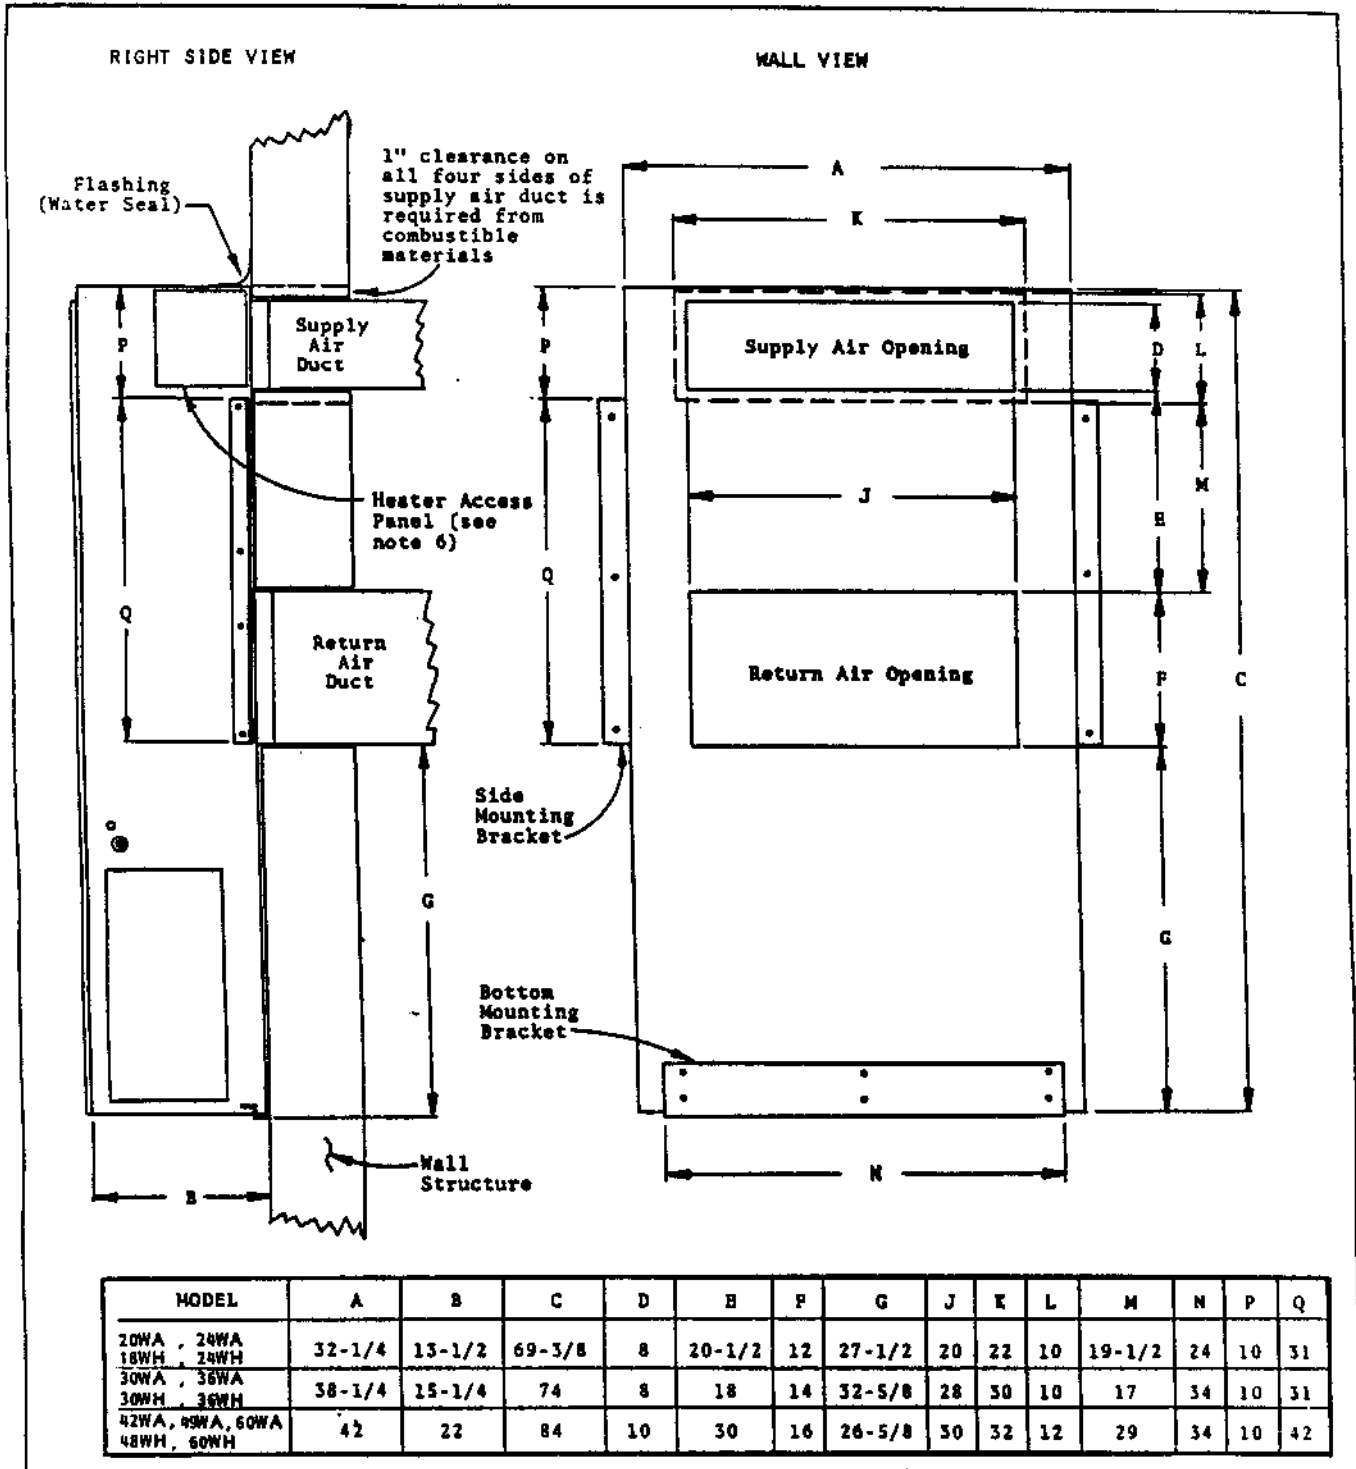 RIGHT SIDE VIEW
WALL VIEW
Flashing
(Water Seal)
1" clearance on
all four sides of
supply air duct is
required from
combustible
materials
A
K
P
Supply
Air
Duct
P
Supply Air Opening
D
L
Heater Access
Panel (see
note 6)
J
M
Q
Q
Return
Air
Duct
Return Air Opening
F
C
Side
Mounting
Bracket
G
G
Bottom
Mounting
Bracket
Wall
Structure
B
N
MODEL A B C D E F G J K L M N P Q
20WA , 24WA
18WH , 24WH
32-1/4 13-1/2 69-3/8 8 20-1/2 12 27-1/2 20 22 10 19-1/2 24 10 31
30WA , 36WA
30WH , 36WH
38-1/4 15-1/4 74 8 18 14 32-5/8 28 30 10 17 34 10 31
42WA, 49WA, 60WA
48WH, 60WH
42 22 84 10 30 16 26-5/8 30 32 12 29 34 10 42